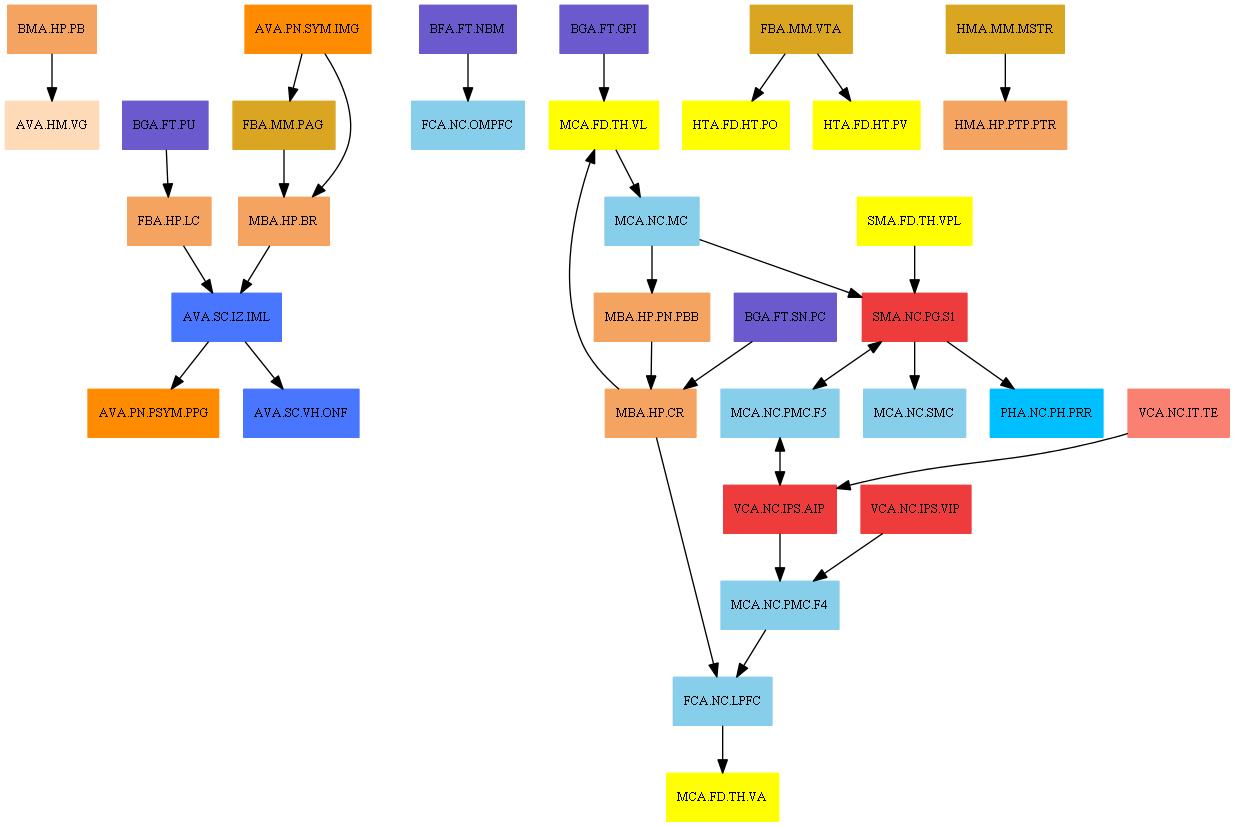 BMA.HP.PB
AVA.PN.SYM.IMG
BFA.FT.NBM
BGA.FT.GPI
FBA.MM.VTA
HMA.MM.MSTR
AVA.HM.VG
BGA.FT.PU
FBA.MM.PAG
FCA.NC.OMPFC
MCA.FD.TH.VL
HTA.FD.HT.PO
HTA.FD.HT.PV
HMA.HP.PTP.PTR
FBA.HP.LC
MBA.HP.BR
MCA.NC.MC
SMA.FD.TH.VPL
AVA.SC.IZ.IML
MBA.HP.PN.PBB
BGA.FT.SN.PC
SMA.NC.PG.S1
AVA.PN.PSYM.PPG
AVA.SC.VH.ONF
MBA.HP.CR
MCA.NC.PMC.F5
MCA.NC.SMC
PHA.NC.PH.PRR
VCA.NC.IT.TE
VCA.NC.IPS.AIP
VCA.NC.IPS.VIP
MCA.NC.PMC.F4
FCA.NC.LPFC
MCA.FD.TH.VA